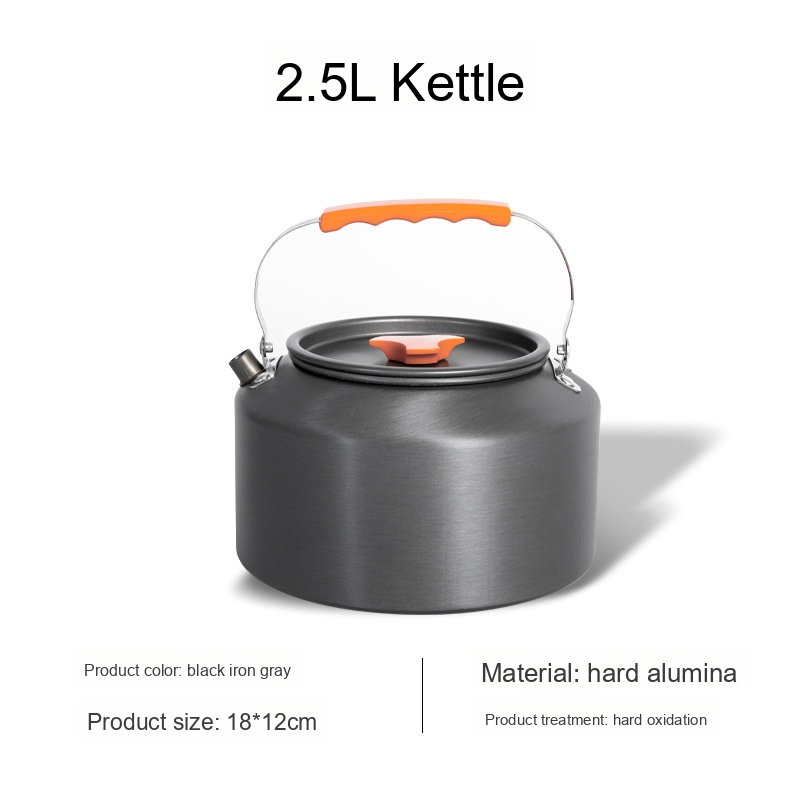 2.5L Kettle
Product color: black iron gray
Product size: 18*12cm
Material: hard alumina
Product treatment: hard oxidation